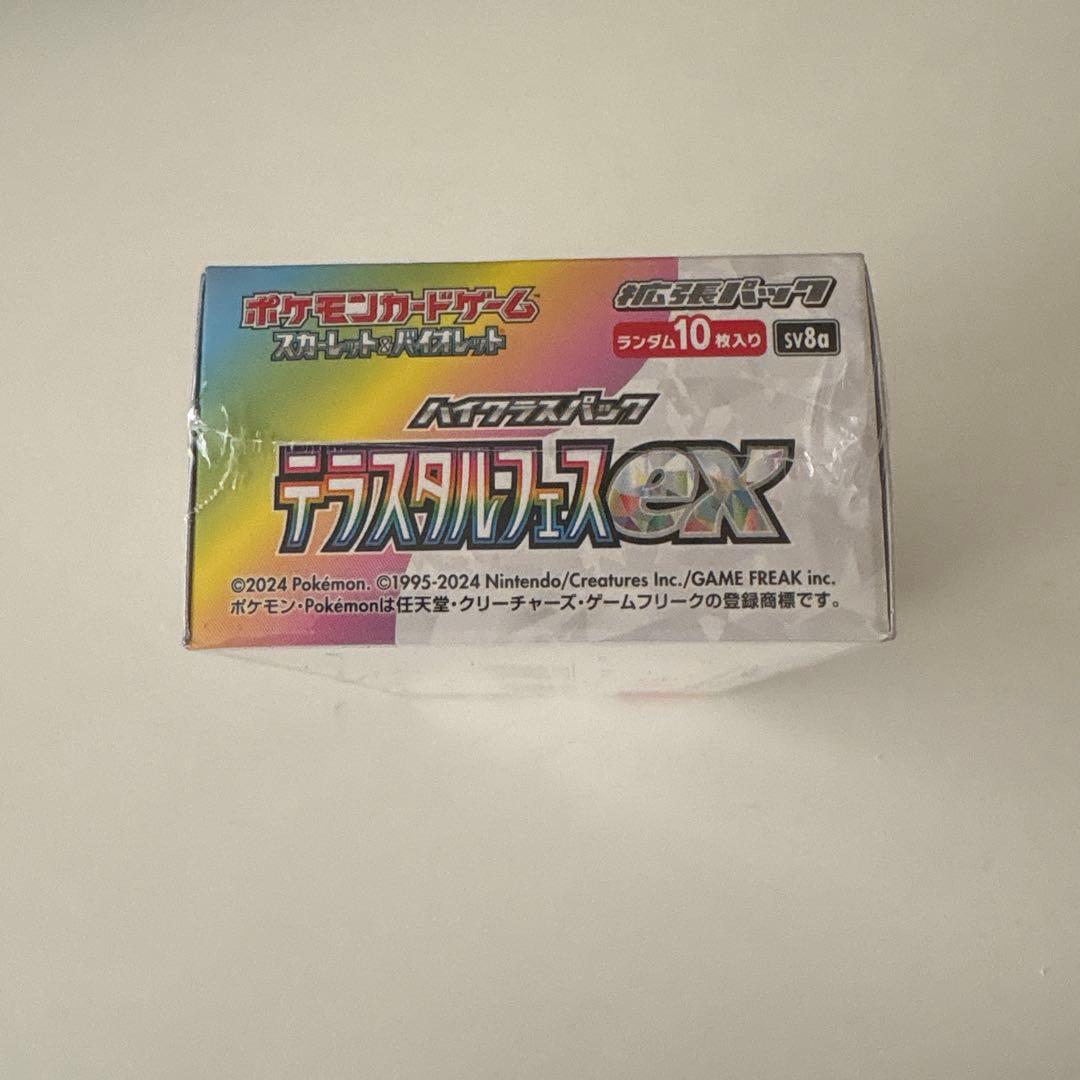 ポケモンカードゲーム™
スカーレット&バイオレット
拡張パック
ランダム10枚入り
sv8a
ハイクラスパック
テラスタルフェスex
©2024 Pokémon. ©1995-2024 Nintendo/Creatures Inc./GAME FREAK inc.
ポケモン・Pokémonは任天堂・クリーチャーズ・ゲームフリークの登録商標です。